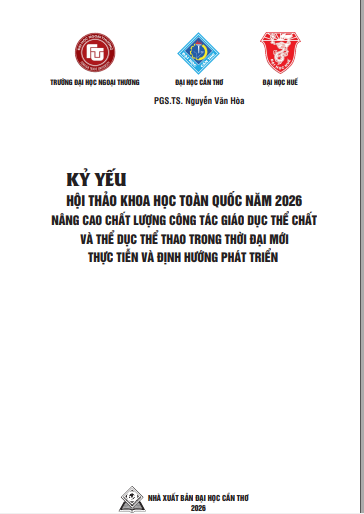 TRƯỜNG ĐẠI HỌC NGOẠI THƯƠNG
ĐẠI HỌC CẦN THƠ
ĐẠI HỌC HUẾ
PGS.TS. Nguyễn Văn Hòa
KỶ YẾU
HỘI THẢO KHOA HỌC TOÀN QUỐC NĂM 2026
NÂNG CAO CHẤT LƯỢNG CÔNG TÁC GIÁO DỤC THỂ CHẤT
VÀ THỂ DỤC THỂ THAO TRONG THỜI ĐẠI MỚI
THỰC TIỄN VÀ ĐỊNH HƯỚNG PHÁT TRIỂN
NHÀ XUẤT BẢN ĐẠI HỌC CẦN THƠ
2026